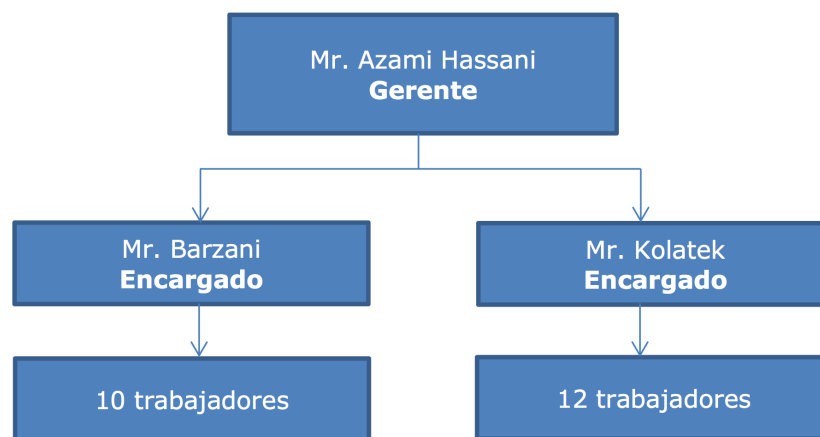 Mr. Azami Hassani
Gerente
Mr. Barzani
Encargado
Mr. Kolatek
Encargado
10 trabajadores
12 trabajadores